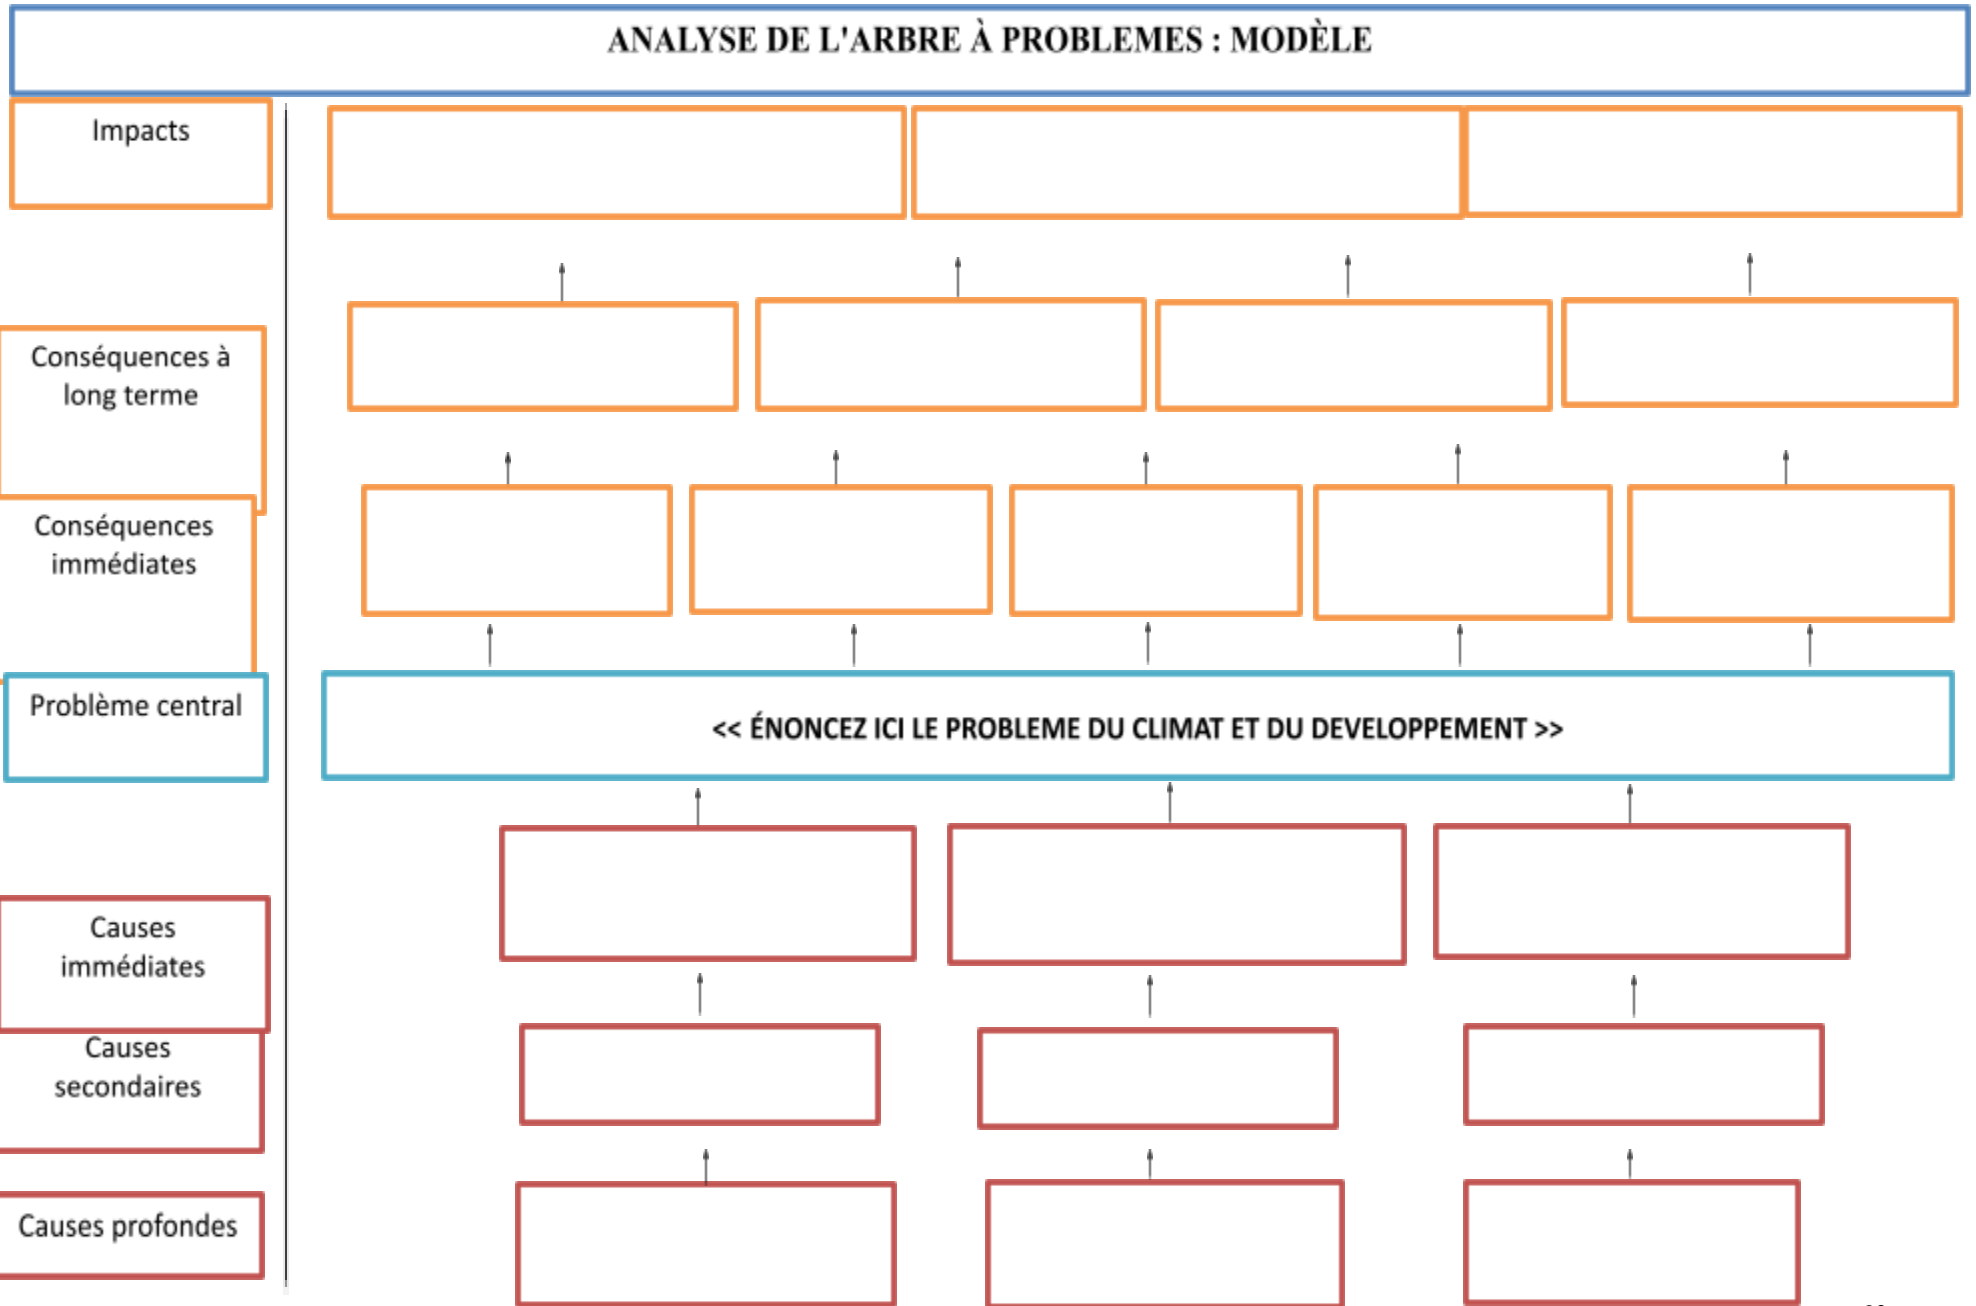 ANALYSE DE L'ARBRE À PROBLEMES : MODÈLE
Impacts
Conséquences à
long terme
Conséquences
immédiates
Problème central
<< ÉNONCEZ ICI LE PROBLEME DU CLIMAT ET DU DEVELOPPEMENT >>
Causes
immédiates
Causes
secondaires
Causes profondes